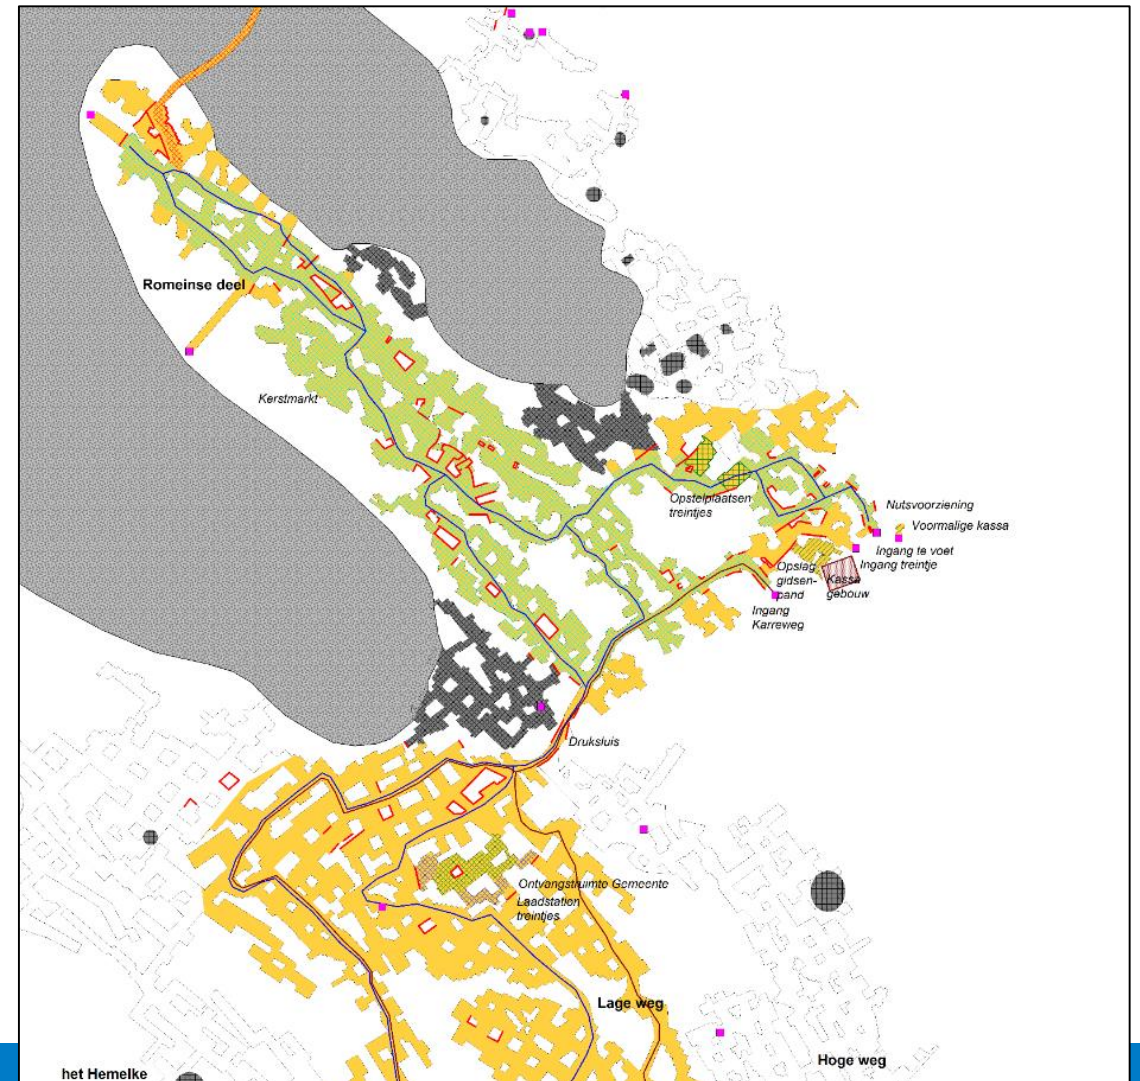 Romeinse deel
Kerstmarkt
Opstelplaatsen
treintjes
Nutsvoorziening
Voormalige kassa
Ingang te voet
Ingang treintje
Opslag
gidsen-
pand
Kassa
gebouw
Ingang
Karreweg
Druksluis
Ontvangstruimte Gemeente
Laadstation
treintjes
Lage weg
Hoge weg
het Hemelke